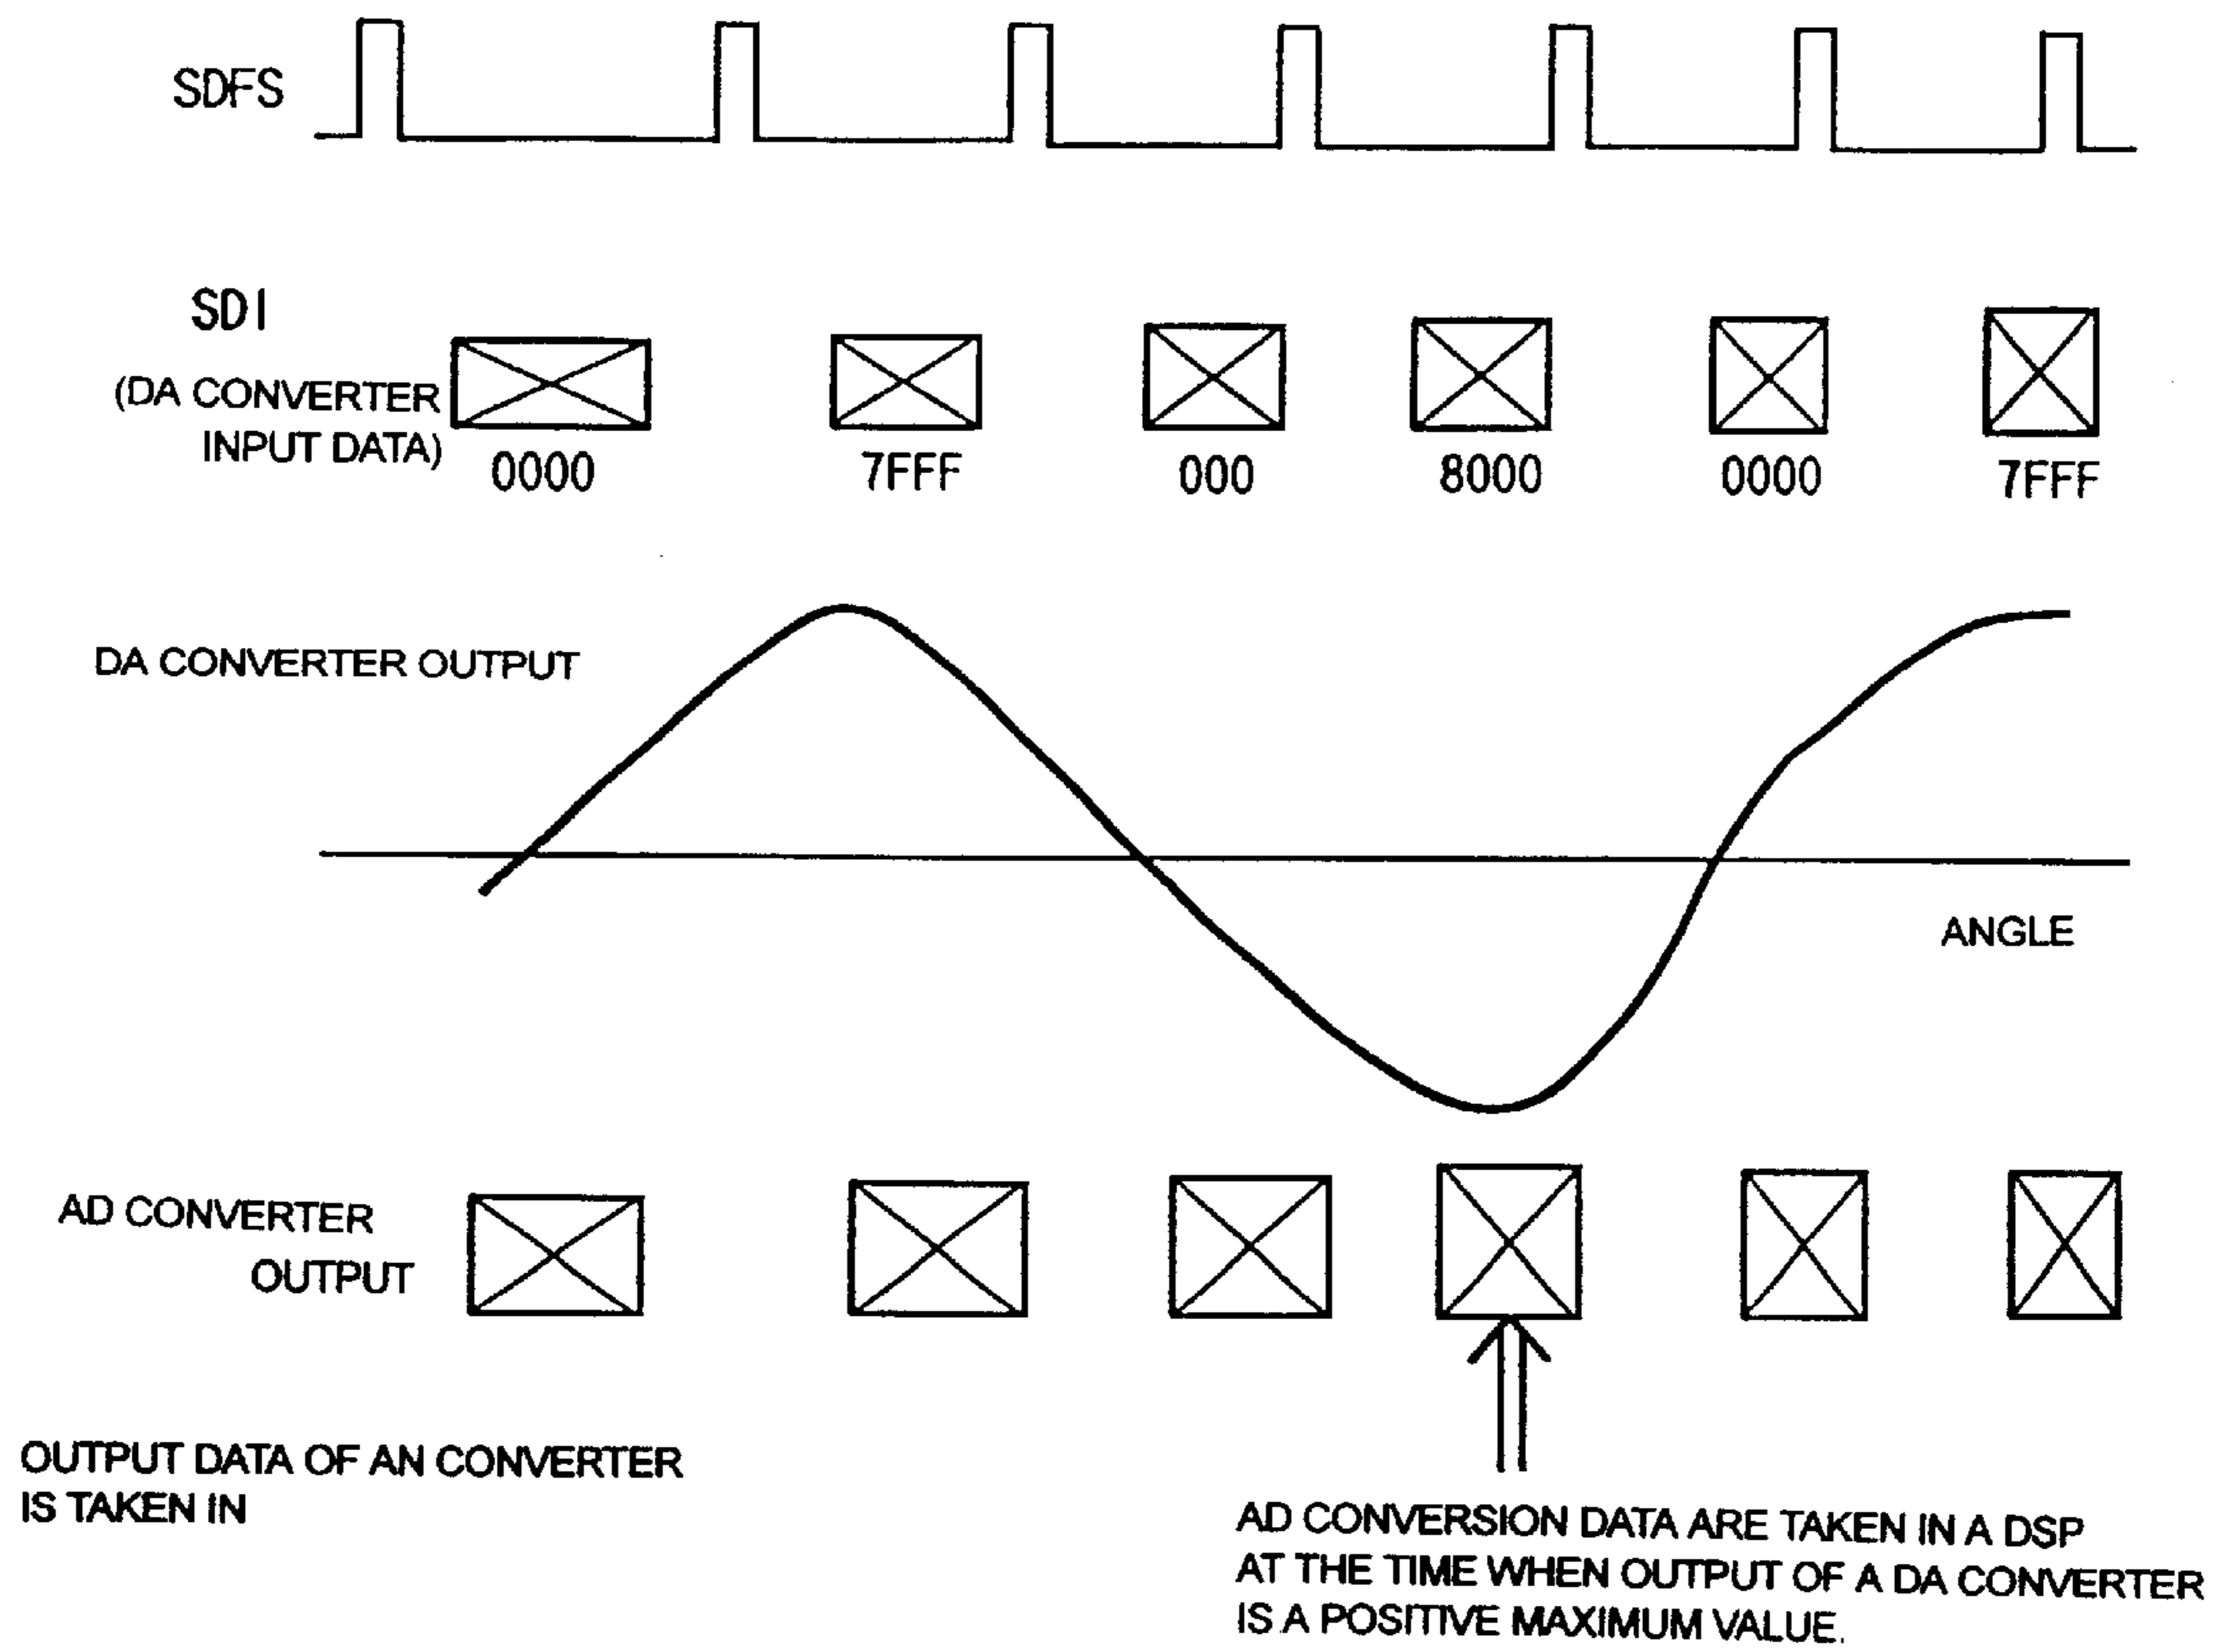 SDFS
SDI
(DA CONVERTER
INPUT DATA)
0000
7FFF
000
8000
0000
7FFF
DA CONVERTER OUTPUT
ANGLE
AD CONVERTER
OUTPUT
OUTPUT DATA OF AN CONVERTER
IS TAKEN IN
AD CONVERSION DATA ARE TAKEN IN A DSP
AT THE TIME WHEN OUTPUT OF A DA CONVERTER
IS A POSITIVE MAXIMUM VALUE.